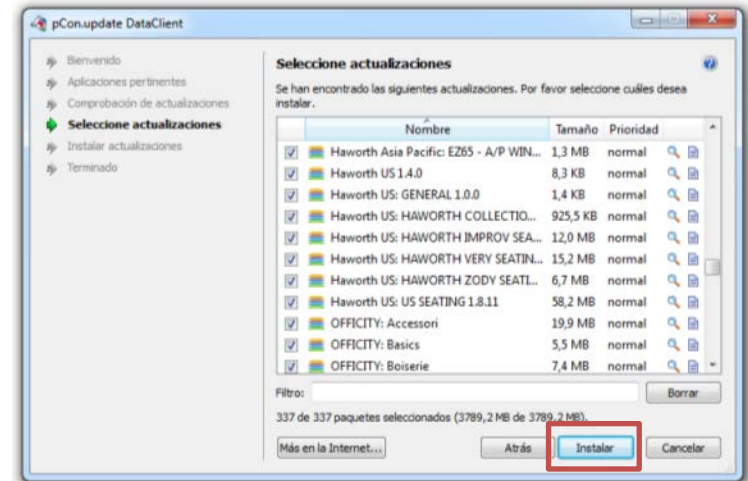 pCon.update DataClient
Bienvenido
Aplicaciones pertinentes
Comprobación de actualizaciones
Seleccione actualizaciones
Instalar actualizaciones
Terminado
Seleccione actualizaciones
Se han encontrado las siguientes actualizaciones. Por favor seleccione cuáles desea
instalar.
Nombre Tamaño Prioridad
Haworth Asia Pacific: EZ65 - A/P WIN... 1,3 MB normal
Haworth US 1.4.0 8,3 KB normal
Haworth US: GENERAL 1.0.0 1,4 KB normal
Haworth US: HAWORTH COLLECTIO... 925,5 KB normal
Haworth US: HAWORTH IMPROV SEA... 12,0 MB normal
Haworth US: HAWORTH VERY SEATIN... 15,2 MB normal
Haworth US: HAWORTH ZODY SEATI... 6,7 MB normal
Haworth US: US SEATING 1.8.11 58,2 MB normal
OFFICITY: Accessori 19,9 MB normal
OFFICITY: Basics 5,5 MB normal
OFFICITY: Boiserie 7,4 MB normal
Filtro: Borrar
337 de 337 paquetes seleccionados (3789,2 MB de 3789,2 MB).
Más en la Internet... Atrás Instalar Cancelar